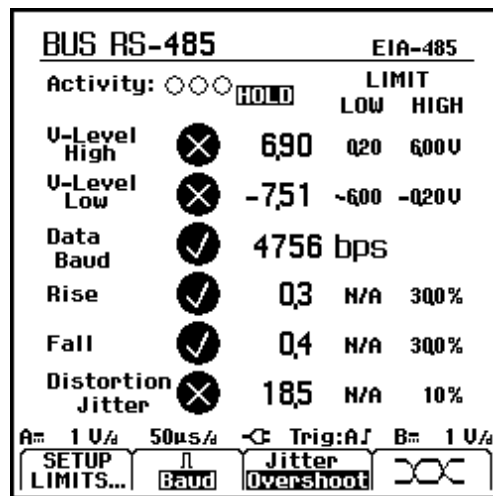 BUS RS-485 EIA-485
Activity: HOLD LIMIT
LOW HIGH
V-Level High 6,90 0,20 6,00 V
V-Level Low -7,51 ~6,00 -0,20 V
Data Baud 4756 bps
Rise 0,3 N/A 30,0 %
Fall 0,4 N/A 30,0 %
Distortion Jitter 18,5 N/A 10 %
A= 1 V/d 50µs/d Trig:A B= 1 V/d
SETUP LIMITS...
Baud
Jitter Overshoot